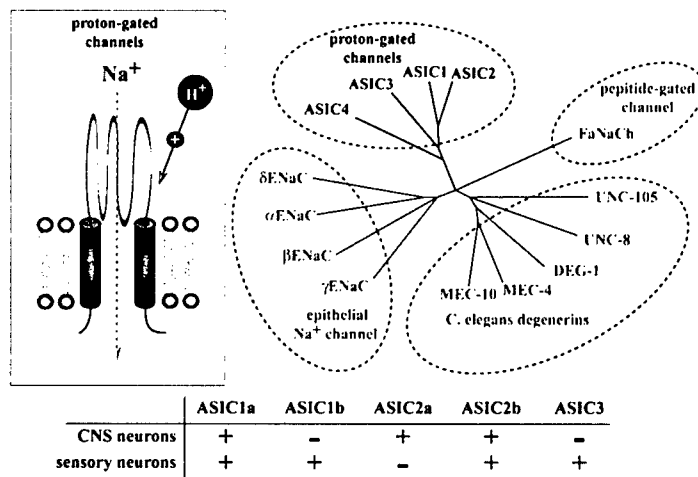 proton-gated
channels
Na+
H+
+
proton-gated
channels
ASIC1
ASIC2
ASIC3
ASIC4
pepitide-gated
channel
FaNaCh
δENaC
αENaC
βENaC
γENaC
epithelial
Na+ channel
UNC-105
UNC-8
DEG-1
MEC-4
MEC-10
C. elegans degenerins
ASIC1a ASIC1b ASIC2a ASIC2b ASIC3
CNS neurons + - + + -
sensory neurons + + - + +